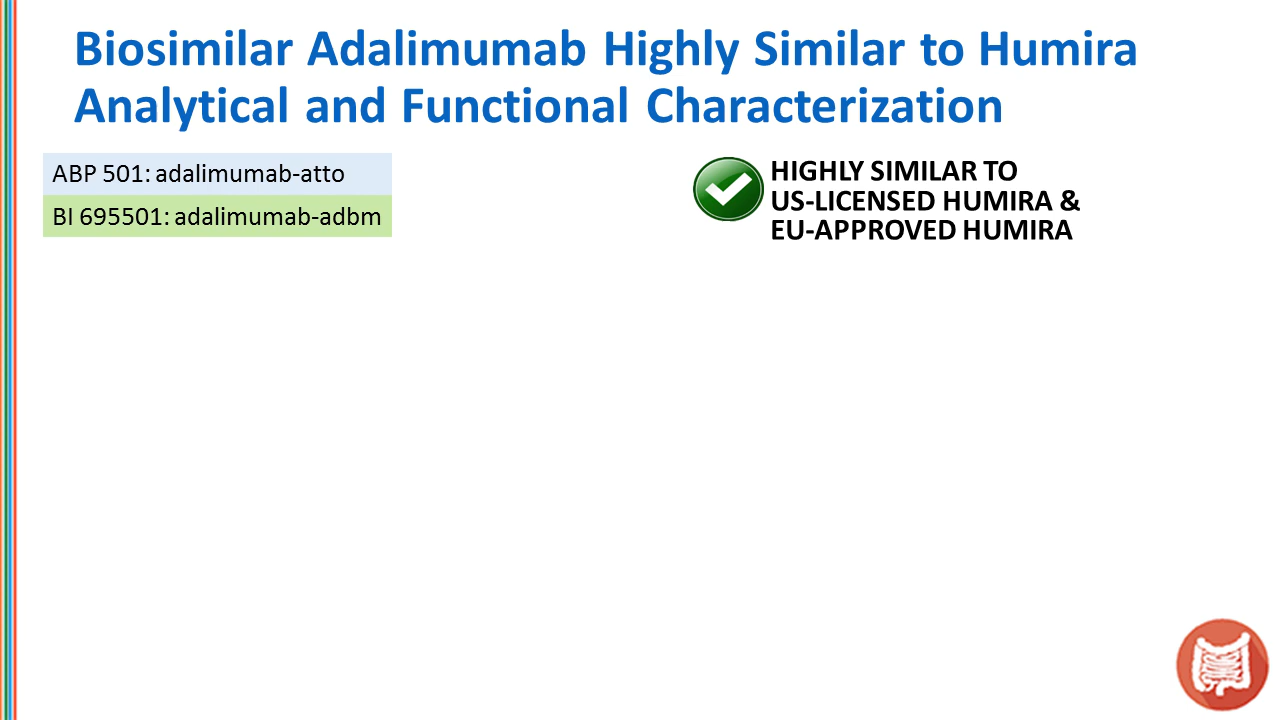 Biosimilar Adalimumab Highly Similar to Humira
Analytical and Functional Characterization
ABP 501: adalimumab-atto
BI 695501: adalimumab-adbm
HIGHLY SIMILAR TO
US-LICENSED HUMIRA &
EU-APPROVED HUMIRA